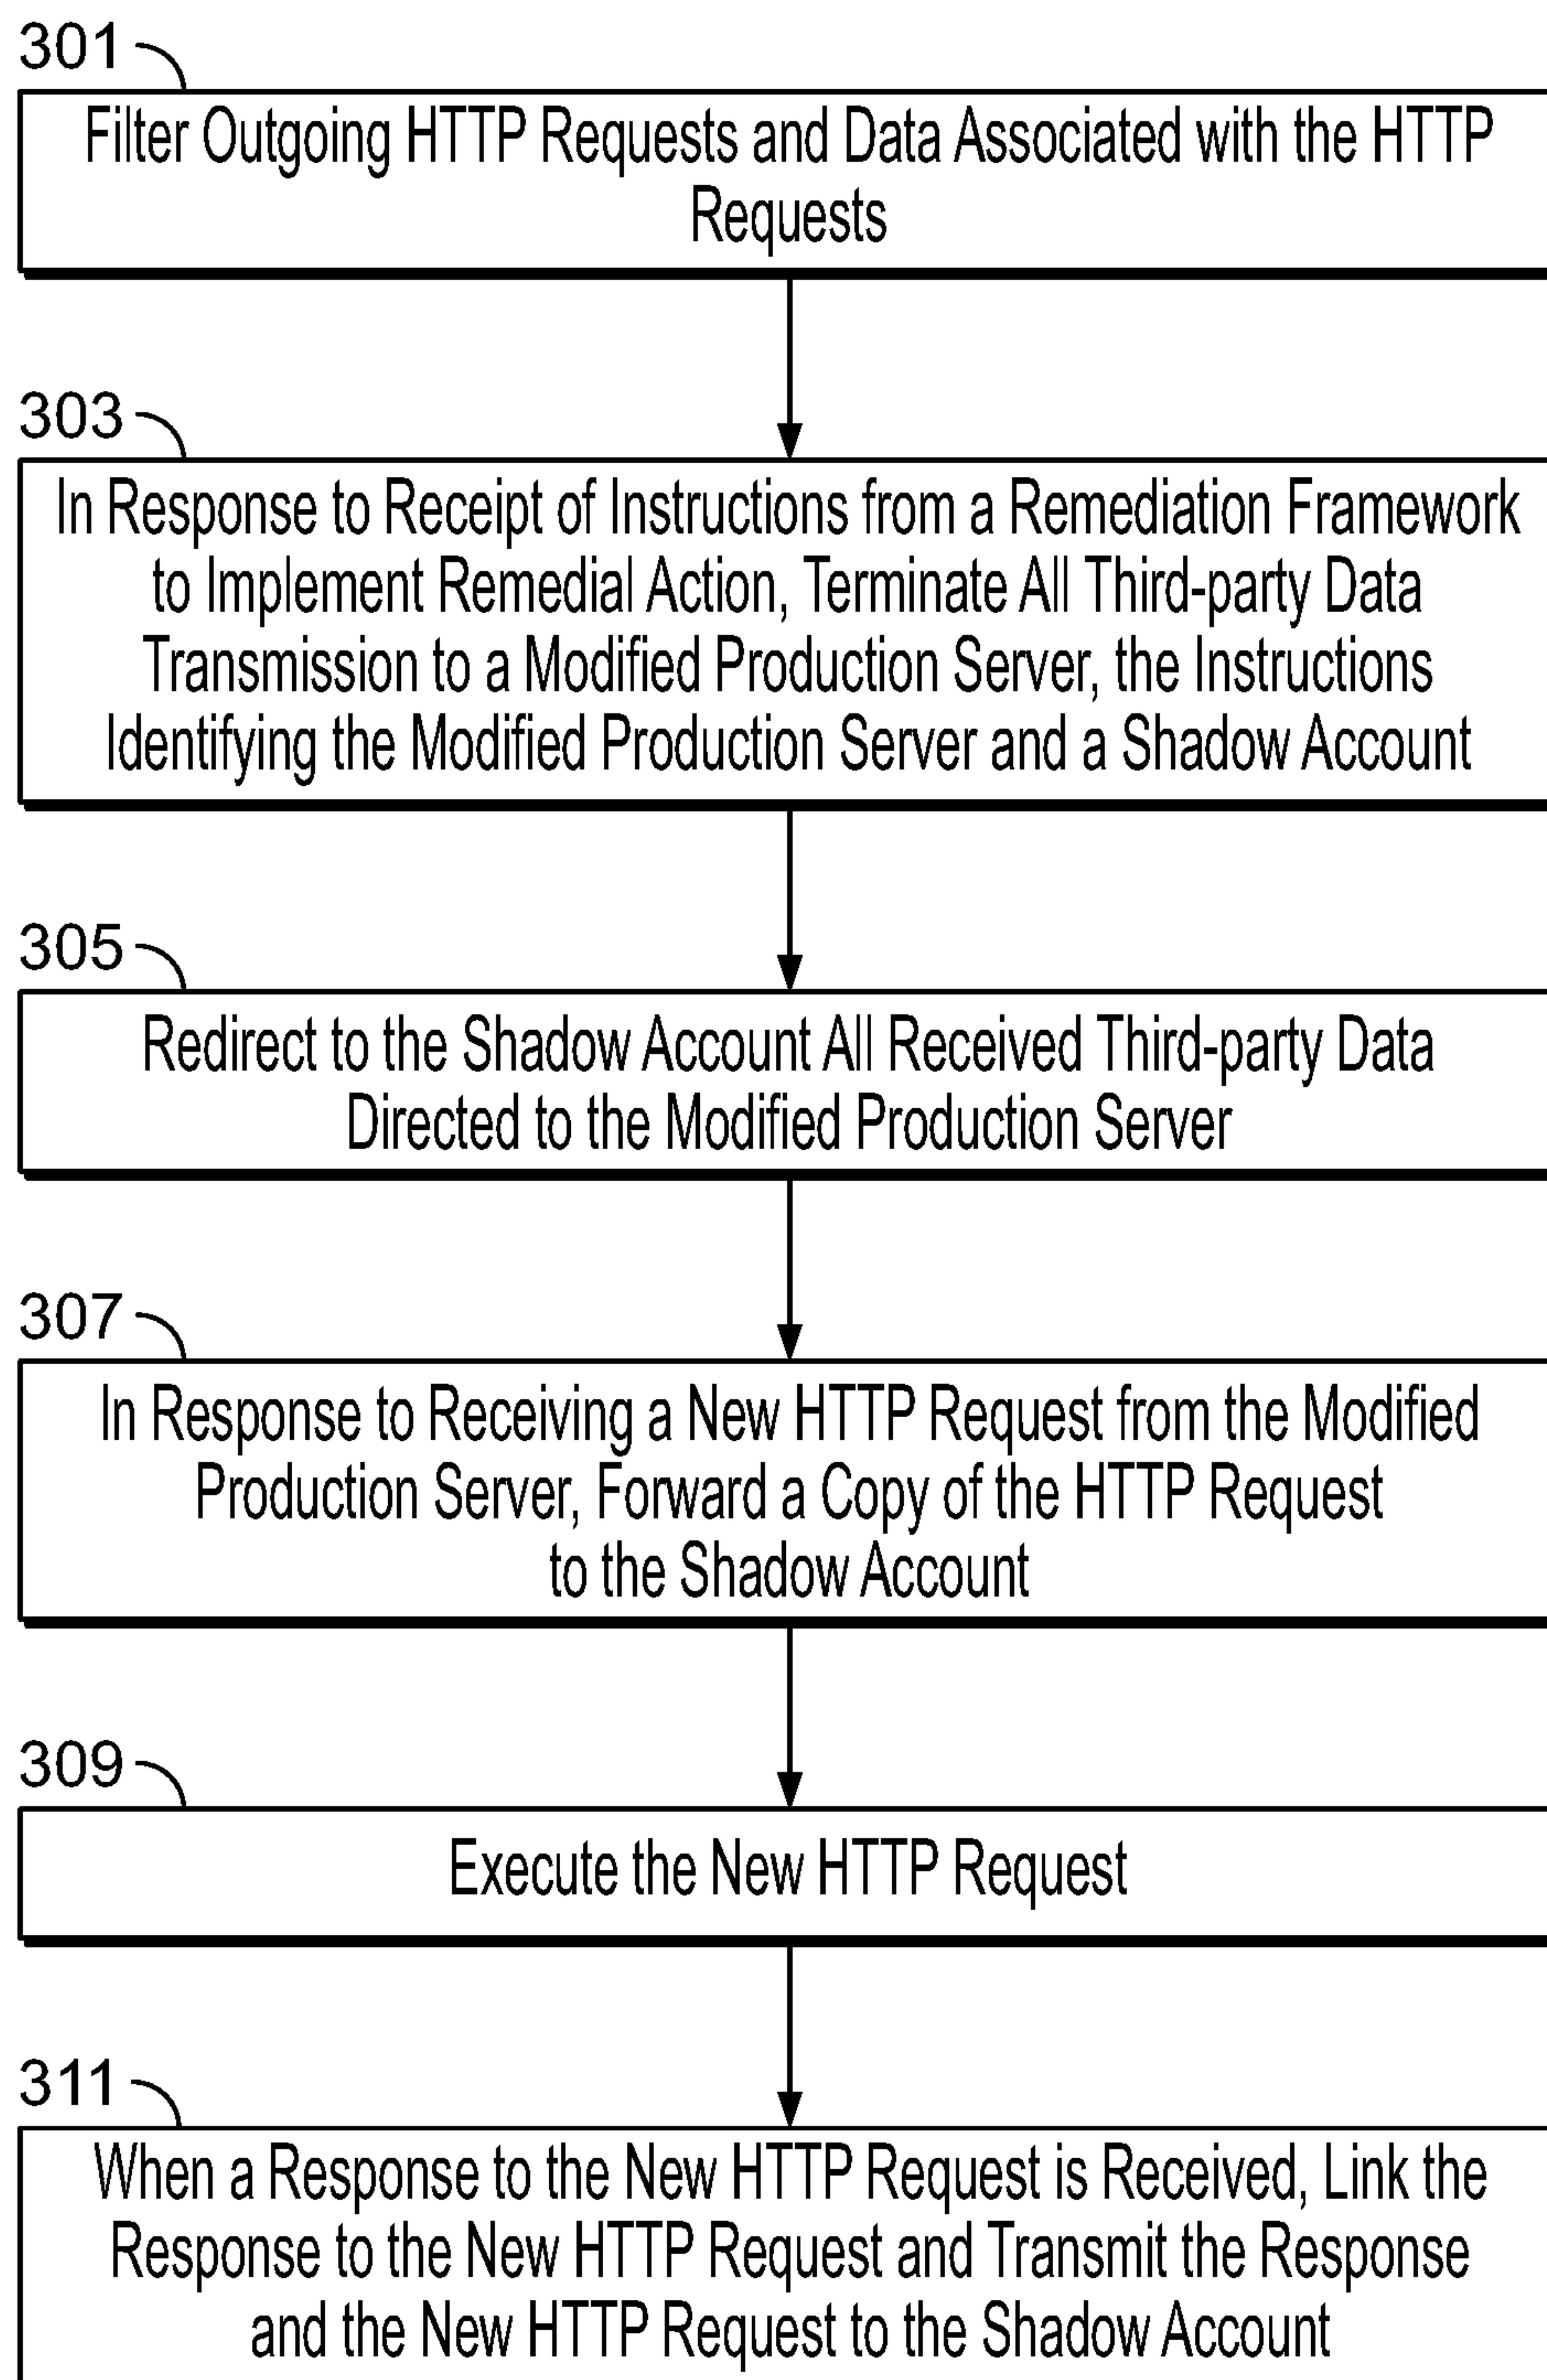 301
Filter Outgoing HTTP Requests and Data Associated with the HTTP
Requests
303
In Response to Receipt of Instructions from a Remediation Framework
to Implement Remedial Action, Terminate All Third-party Data
Transmission to a Modified Production Server, the Instructions
Identifying the Modified Production Server and a Shadow Account
305
Redirect to the Shadow Account All Received Third-party Data
Directed to the Modified Production Server
307
In Response to Receiving a New HTTP Request from the Modified
Production Server, Forward a Copy of the HTTP Request
to the Shadow Account
309
Execute the New HTTP Request
311
When a Response to the New HTTP Request is Received, Link the
Response to the New HTTP Request and Transmit the Response
and the New HTTP Request to the Shadow Account